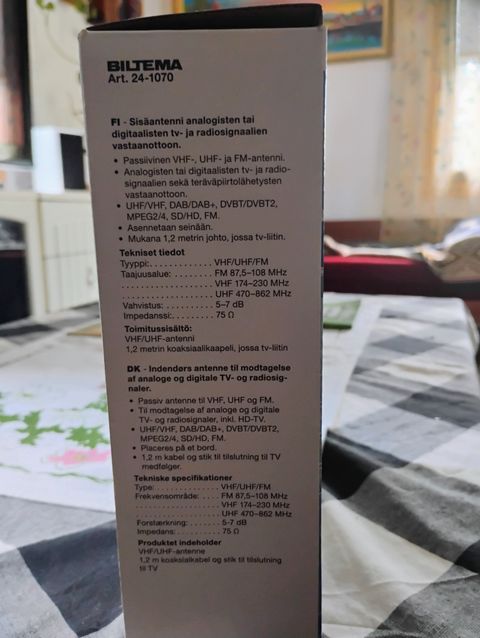 BILTEMA
Art. 24-1070
FI - Sisäantenni analogisten tai
digitaalisten tv- ja radiosignaalien
vastaanottoon.
• Passiivinen VHF-, UHF- ja FM-antenni.
• Analogisten tai digitaalisten tv- ja radio-
signaalien sekä teräväpiirtolähetysten
vastaanottoon.
• UHF/VHF, DAB/DAB+, DVBT/DVBT2,
MPEG2/4, SD/HD, FM.
• Asennetaan seinään.
• Mukana 1,2 metrin johto, jossa tv-liitin.
Tekniset tiedot
Tyyppi:............. VHF/UHF/FM
Taajuusalue: ........ FM 87,5–108 MHz
.................... VHF 174–230 MHz
.................... UHF 470–862 MHz
Vahvistus: .......... 5–7 dB
Impedanssi:.......... 75 Ω
Toimitussisältö:
VHF/UHF-antenni
1,2 metrin koaksiaalikaapeli, jossa tv-liitin
DK - Indendørs antenne til modtagelse
af analoge og digitale TV- og radiosig-
naler.
• Passiv antenne til VHF, UHF og FM.
• Til modtagelse af analoge og digitale
TV- og radiosignaler, inkl. HD-TV.
• UHF/VHF, DAB/DAB+, DVBT/DVBT2,
MPEG2/4, SD/HD, FM.
• Placeres på et bord.
• 1,2 m kabel og stik til tilslutning til TV
medfølger.
Tekniske specifikationer
Type:................ VHF/UHF/FM
Frekvensområde: .... FM 87,5–108 MHz
.................... VHF 174–230 MHz
.................... UHF 470–862 MHz
Forstærkning:........ 5-7 dB
Impedans:............ 75 Ω
Produktet indeholder
VHF/UHF-antenne
1,2 m koaksialkabel og stik til tilslutning
til TV